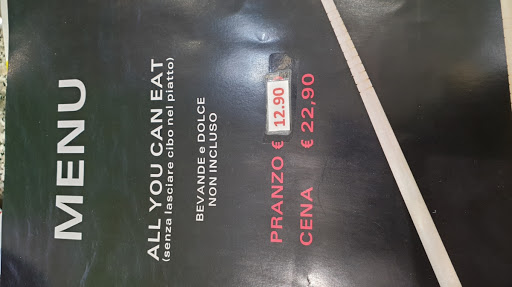 MENU
ALL YOU CAN EAT
(senza lasciare cibo nel piatto)
BEVANDE e DOLCE
NON INCLUSO
PRANZO € 12.90
CENA € 22,90